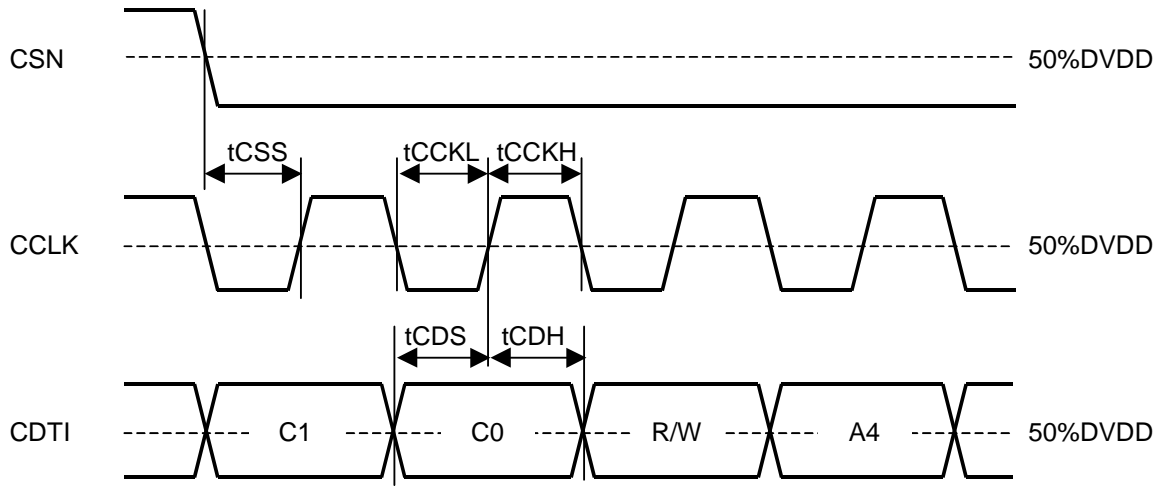 CSN
50%DVDD
tCSS
tCCKL
tCCKH
CCLK
50%DVDD
tCDS
tCDH
CDTI
C1
C0
R/W
A4
50%DVDD